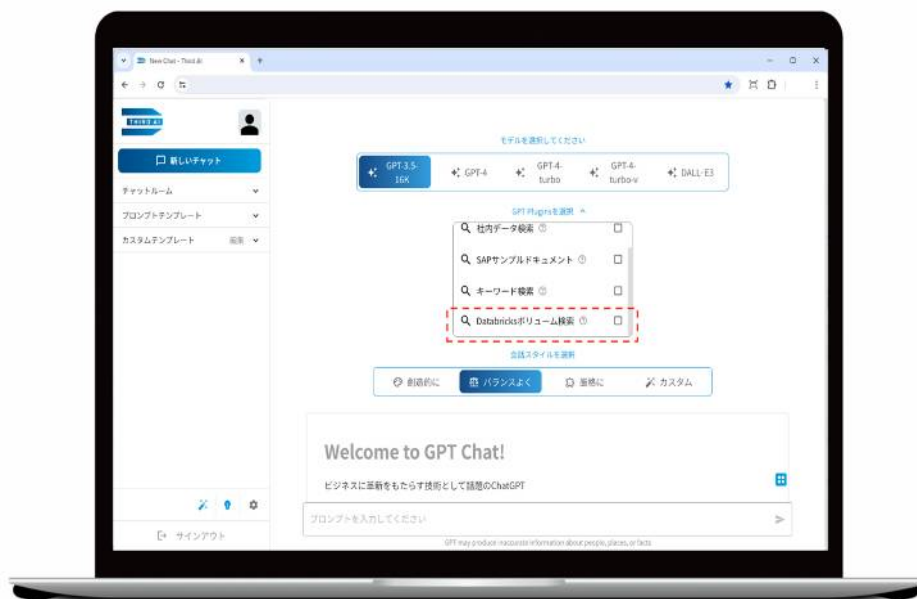 New Chat - Third AI
THIRD AI
新しいチャット
チャットルーム
プロンプトテンプレート
カスタムテンプレート 編集
サインアウト
モデルを選択してください
GPT-3.5-
16K
GPT-4
GPT-4-
turbo
GPT-4-
turbo-v
DALL-E3
GPT Pluginsを選択
社内データ検索
SAPサンプルドキュメント
キーワード検索
Databricksボリューム検索
会話スタイルを選択
創造的に
バランスよく
厳格に
カスタム
Welcome to GPT Chat!
ビジネスに革新をもたらす技術として話題のChatGPT
プロンプトを入力してください
GPT may produce inaccurate information about people, places, or facts